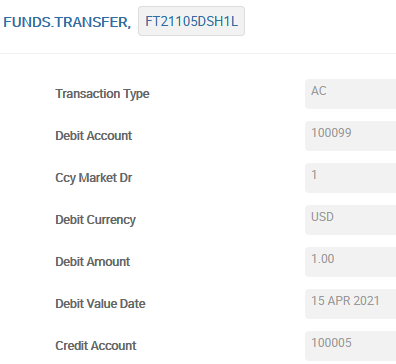 FUNDS.TRANSFER, FT21105DSH1L
Transaction Type AC
Debit Account 100099
Ccy Market Dr 1
Debit Currency USD
Debit Amount 1.00
Debit Value Date 15 APR 2021
Credit Account 100005